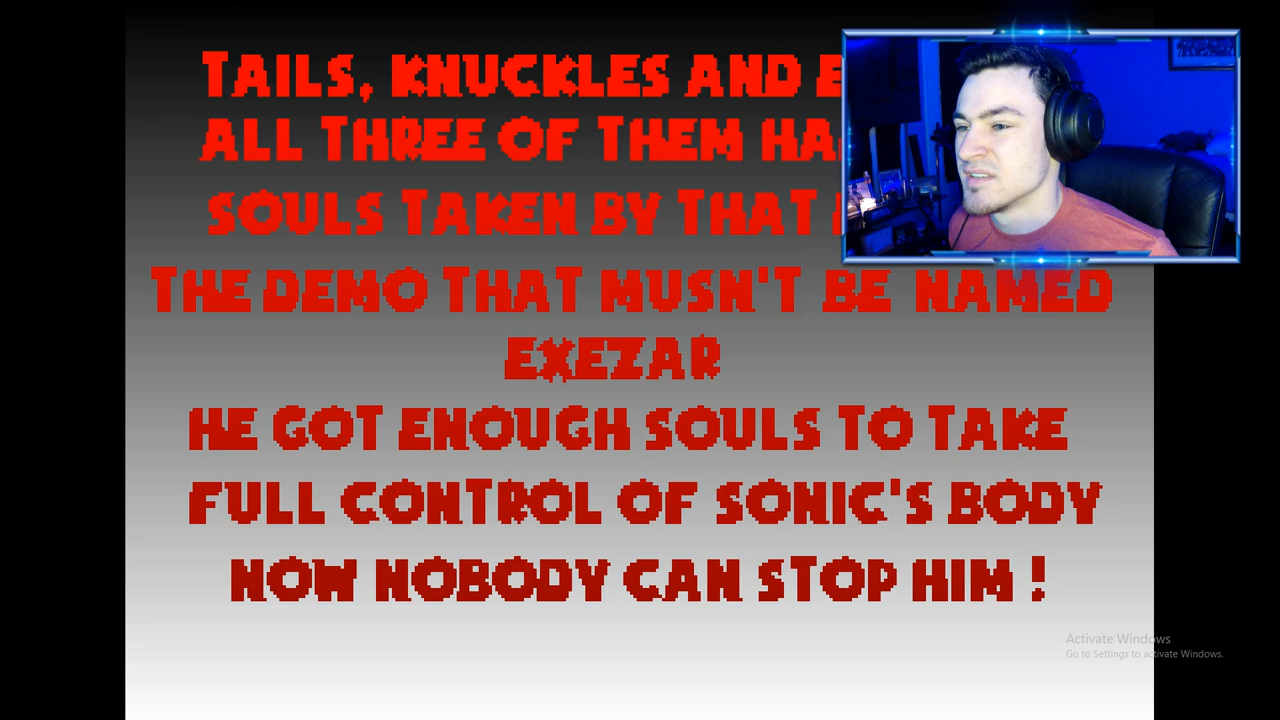 TAILS, KNUCKLES AND
ALL THREE OF THEM
SOULS TAKEN BY THAT
THE DEMO THAT MUSN'T BE NAMED
EXEZAR
HE GOT ENOUGH SOULS TO TAKE
FULL CONTROL OF SONIC'S BODY
NOW NOBODY CAN STOP HIM !
Activate Windows
Go to Settings to activate Windows.